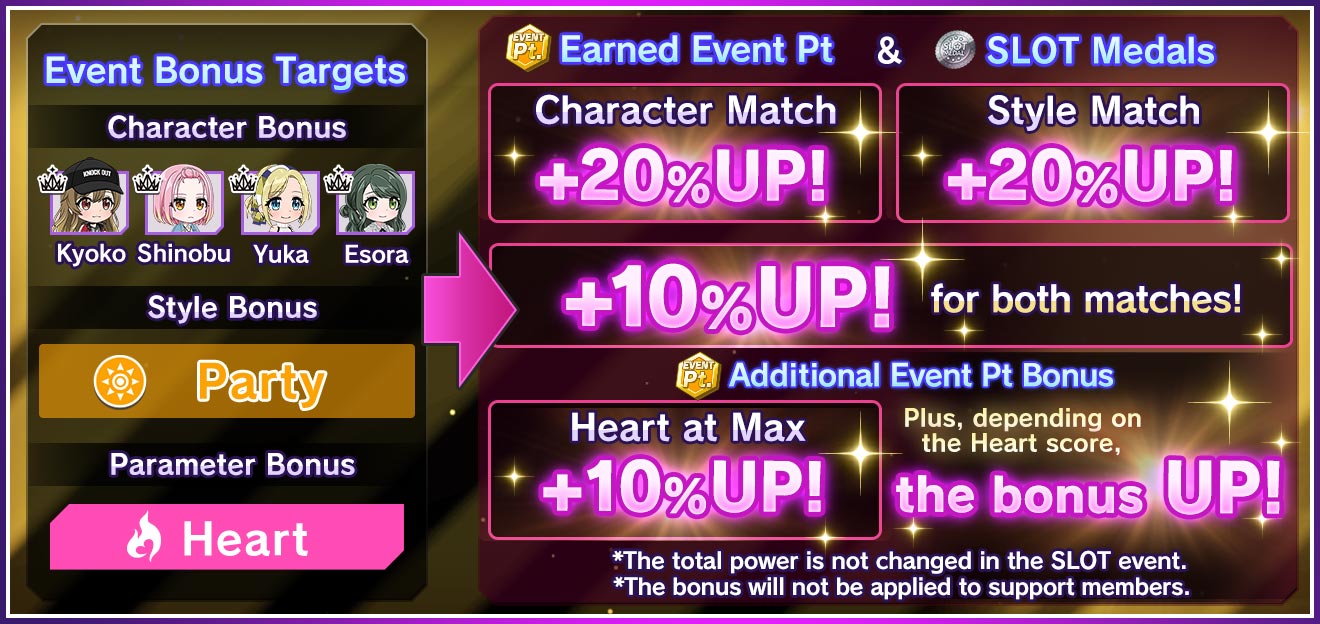 Event Bonus Targets
Character Bonus
KNOCK OUT
Kyoko Shinobu Yuka Esora
Style Bonus
Party
Parameter Bonus
Heart
EVENT Pt. Earned Event Pt & SLOT MEDAL SLOT Medals
Character Match
+20%UP!
Style Match
+20%UP!
+10%UP! for both matches!
EVENT Pt. Additional Event Pt Bonus
Heart at Max
+10%UP!
Plus, depending on
the Heart score,
the bonus UP!
*The total power is not changed in the SLOT event.
*The bonus will not be applied to support members.